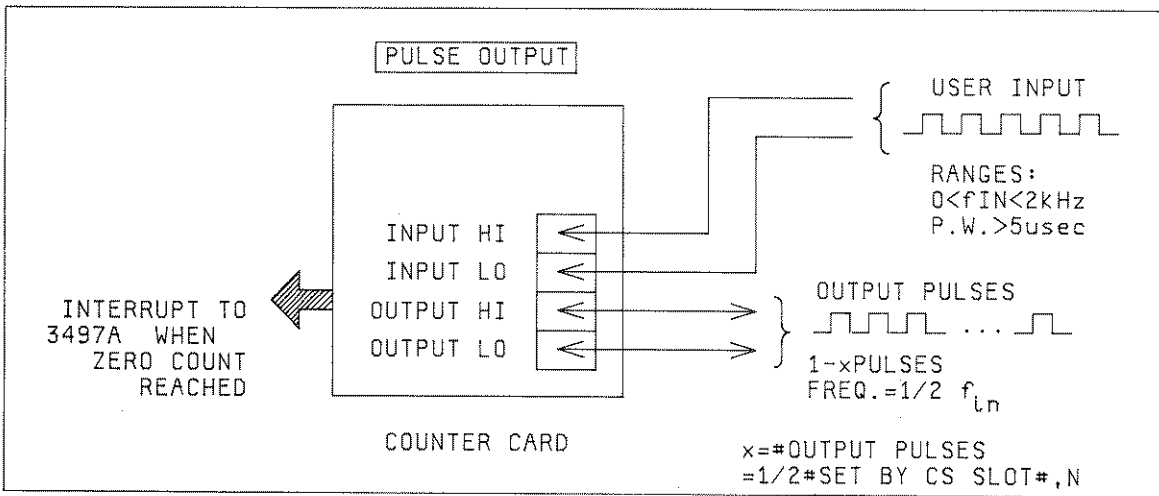 PULSE OUTPUT
USER INPUT
RANGES:
0<fIN<2kHz
P.W.>5usec
INPUT HI
INPUT LO
OUTPUT HI
OUTPUT LO
INTERRUPT TO
3497A WHEN
ZERO COUNT
REACHED
OUTPUT PULSES
...
1-xPULSES
FREQ.=1/2 fin
COUNTER CARD
x=#OUTPUT PULSES
=1/2#SET BY CS SLOT#,N